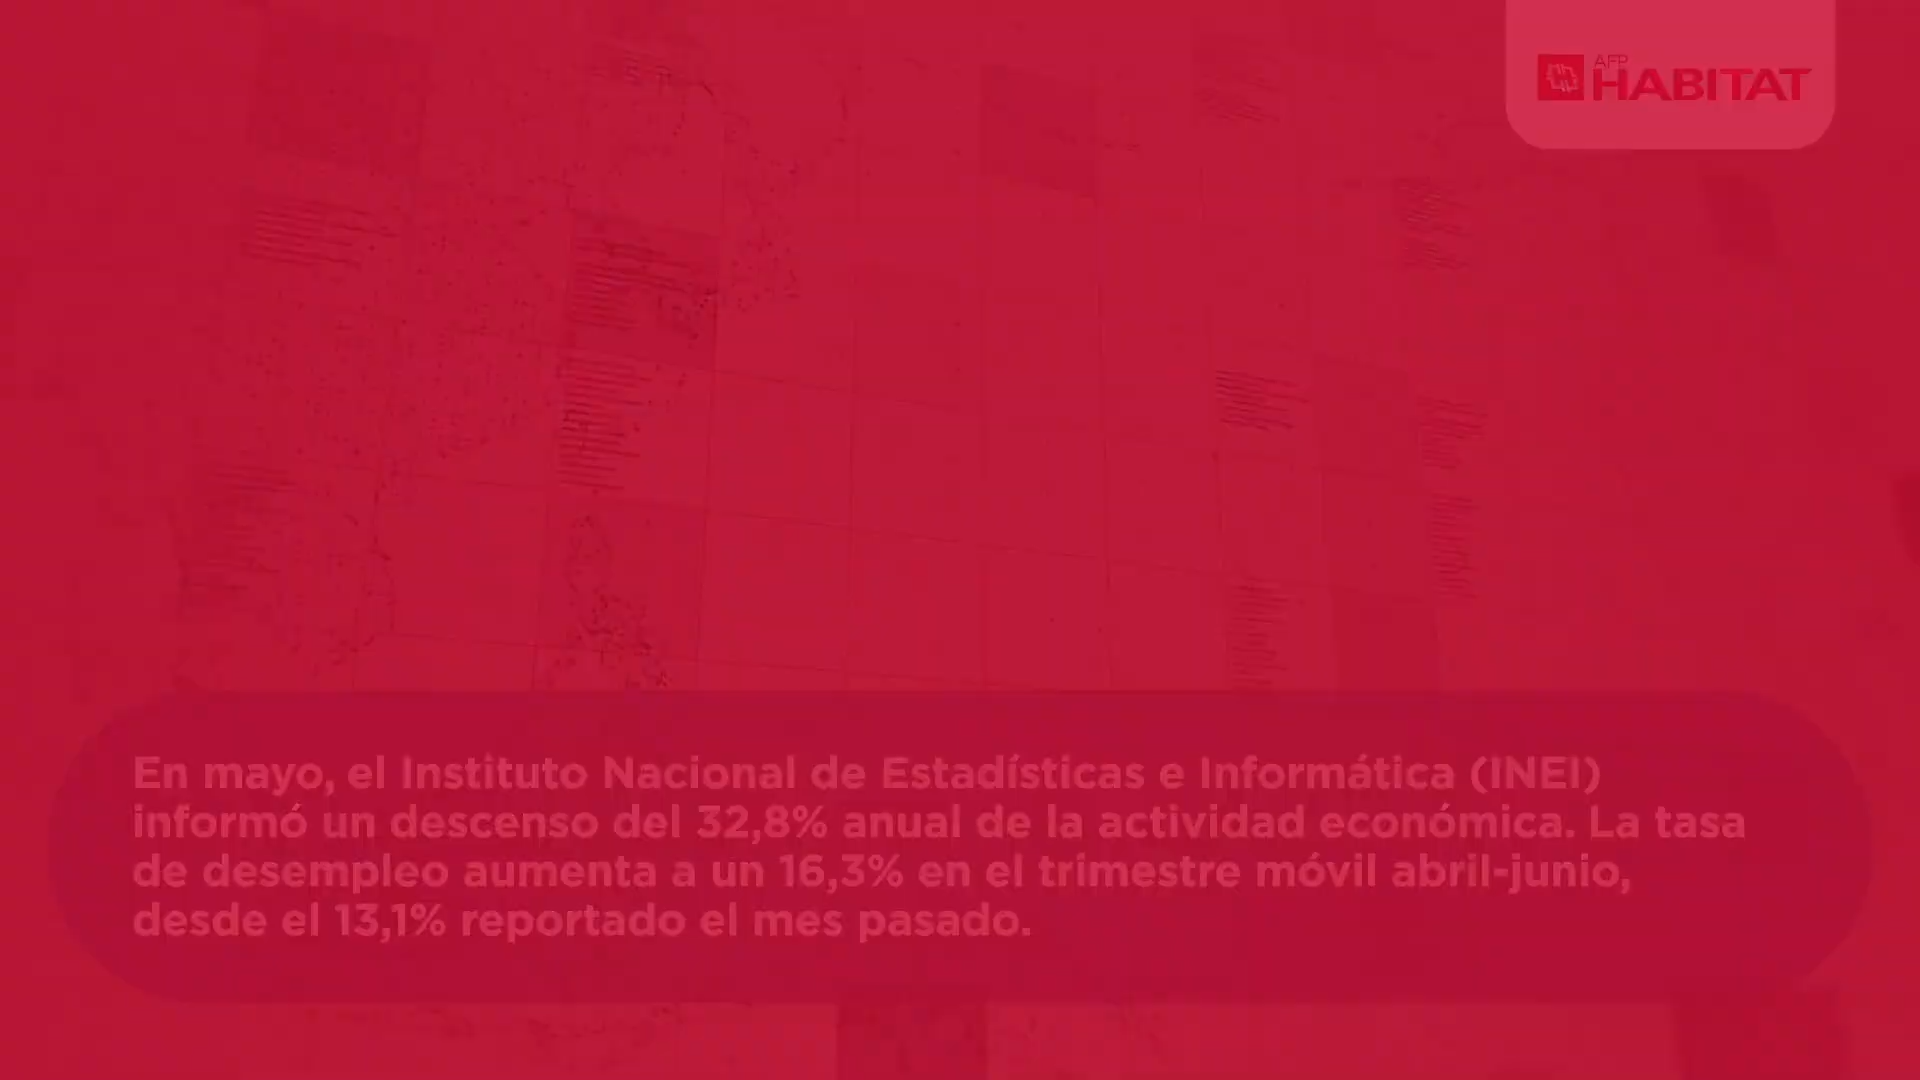 AFP
HABITAT
En mayo, el Instituto Nacional de Estadísticas e Informática (INEI)
informó un descenso del 32,8% anual de la actividad económica. La tasa
de desempleo aumenta a un 16,3% en el trimestre móvil abril-junio,
desde el 13,1% reportado el mes pasado.